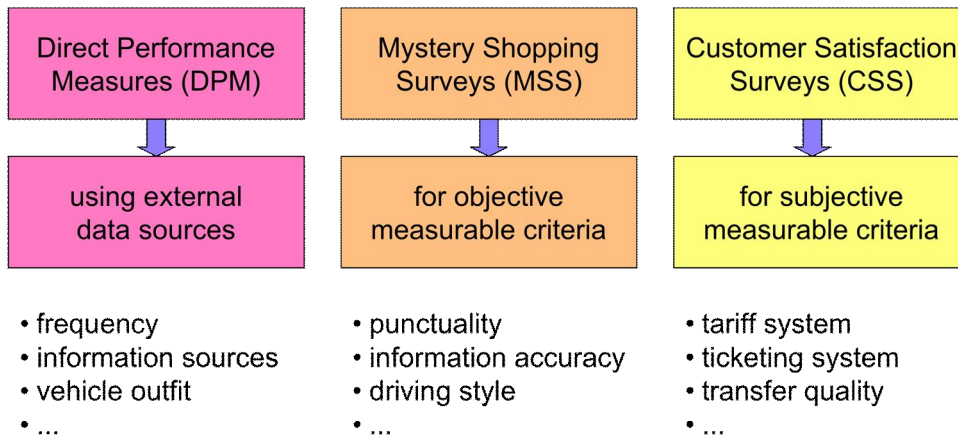 Direct Performance
Measures (DPM)
using external
data sources
• frequency
• information sources
• vehicle outfit
• ...
Mystery Shopping
Surveys (MSS)
for objective
measurable criteria
• punctuality
• information accuracy
• driving style
• ...
Customer Satisfaction
Surveys (CSS)
for subjective
measurable criteria
• tariff system
• ticketing system
• transfer quality
• ...